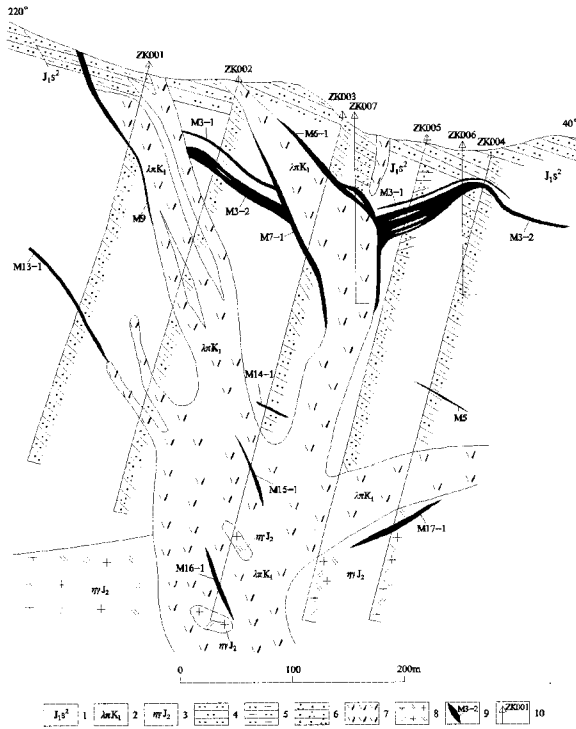 220°
ZK001
ZK002
ZK003
ZK007
ZK005
ZK006
ZK004
40°
J₁s²
M3-1
M6-1
λπK₁
λπK₁
J₁s²
M3-1
J₁s²
M9
M3-2
M7-1
M3-2
M13-1
λπK₁
M14-1
M5
M15-1
λπK₁
M17-1
ηγJ₂
M16-1
ηγJ₂
λπK₁
ηγJ₂
ηγJ₂
0 100 200m
J₁s² 1 λπK₁ 2 ηγJ₂ 3 4 5 6 7 8 M3-2 9 ZK001 10